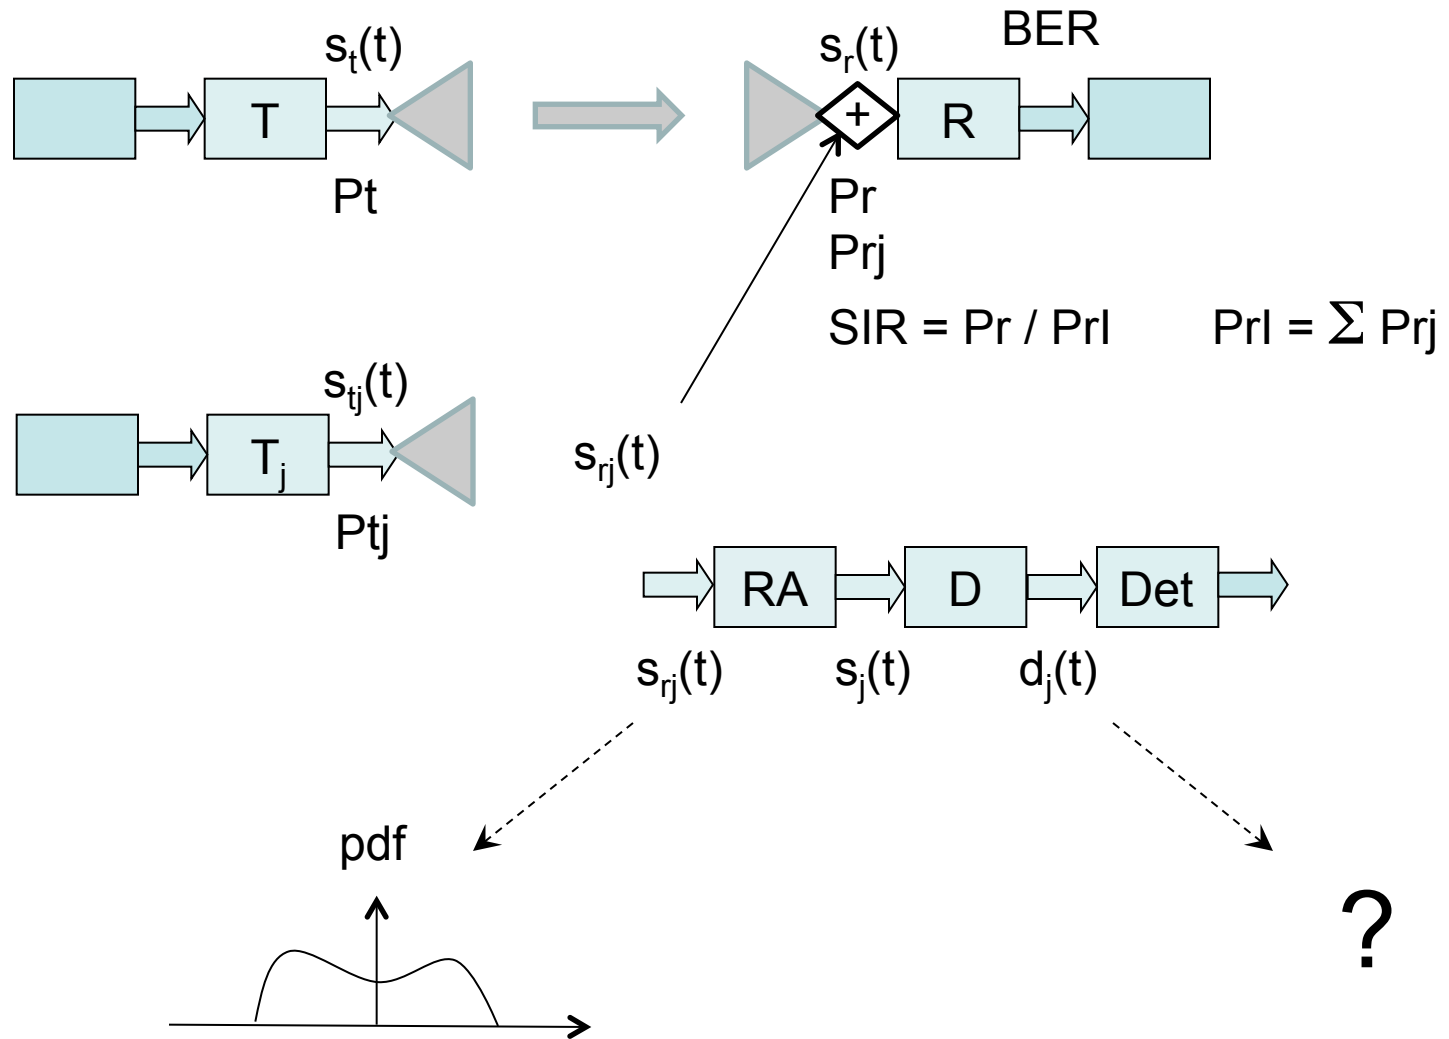 s_t(t)
s_r(t)
BER
T
+
R
Pt
Pr
Prj
SIR = Pr / PrI
PrI = Σ Prj
s_tj(t)
T_j
s_rj(t)
Ptj
RA
D
Det
s_rj(t)
s_j(t)
d_j(t)
pdf
?